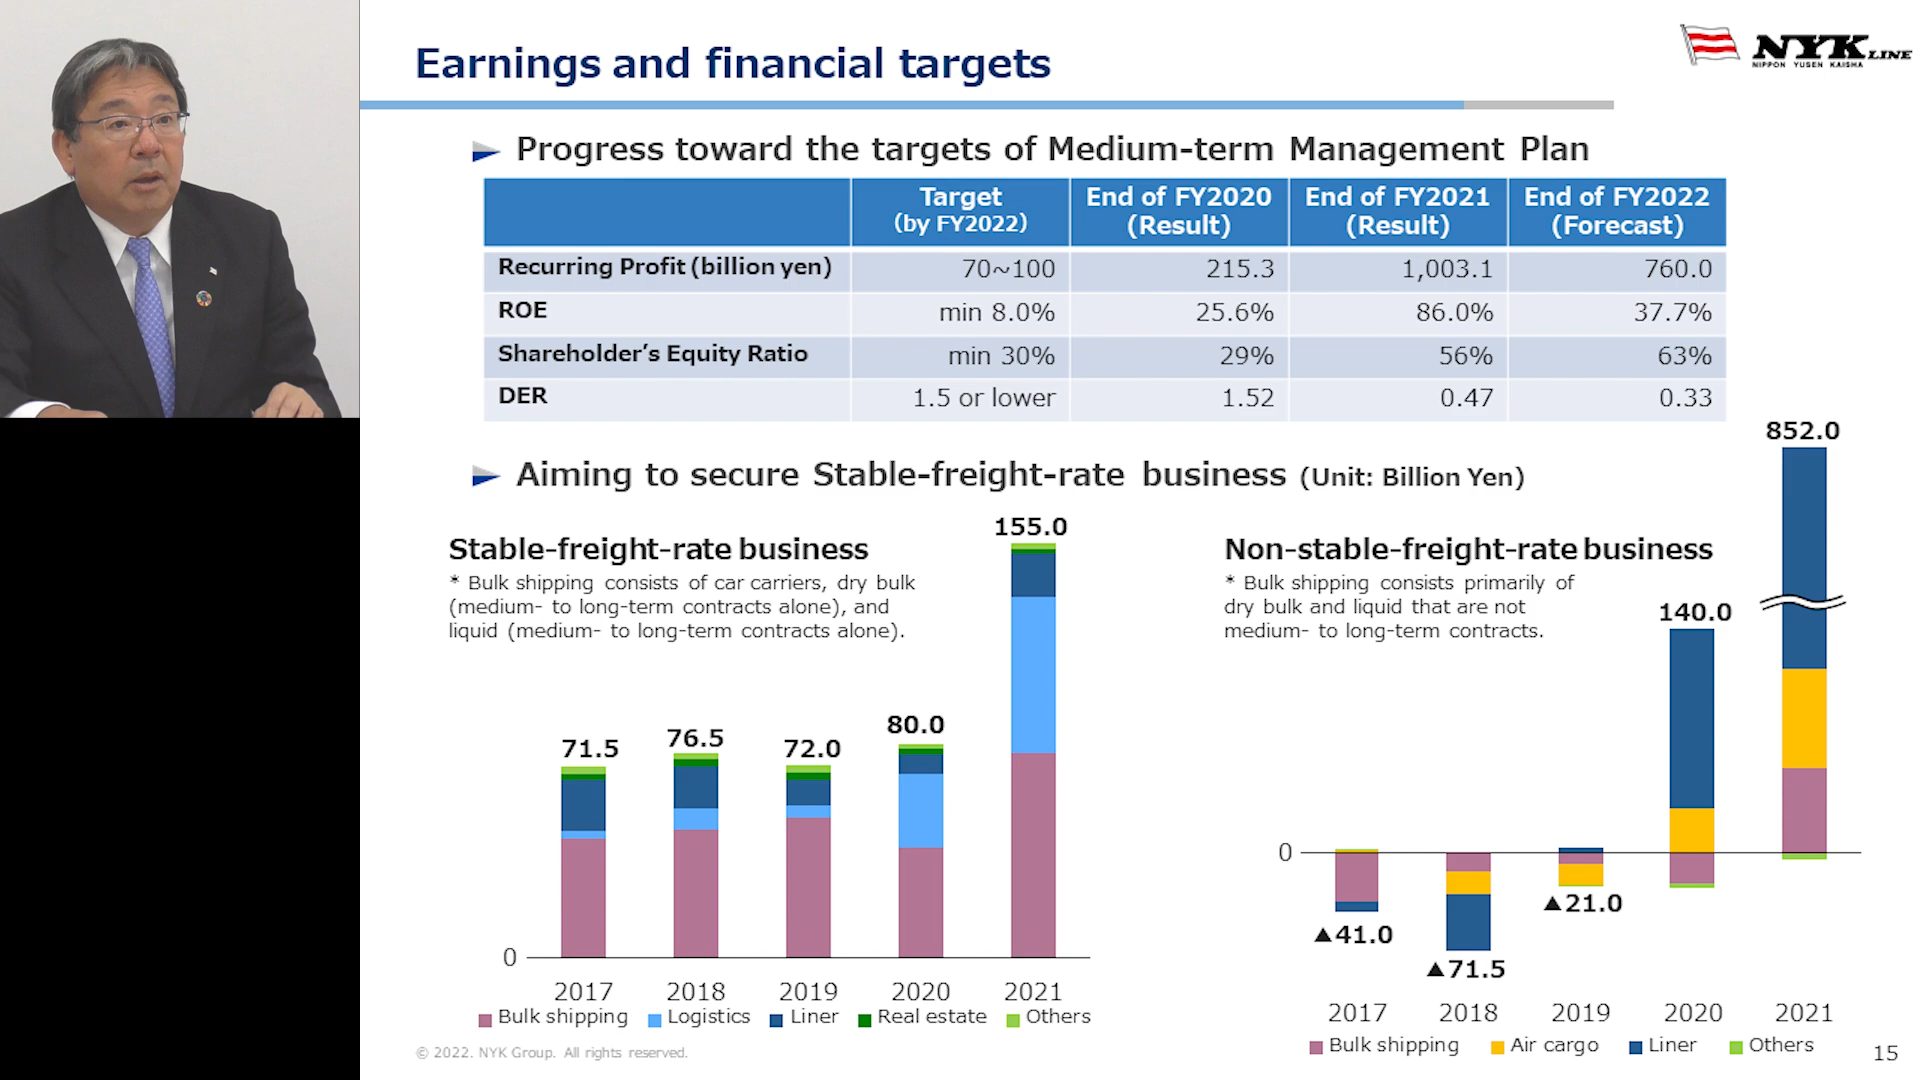 Earnings and financial targets
NYK LINE
NIPPON YUSEN KAISHA
Progress toward the targets of Medium-term Management Plan
Target (by FY2022) End of FY2020 (Result) End of FY2021 (Result) End of FY2022 (Forecast)
Recurring Profit (billion yen) 70~100 215.3 1,003.1 760.0
ROE min 8.0% 25.6% 86.0% 37.7%
Shareholder’s Equity Ratio min 30% 29% 56% 63%
DER 1.5 or lower 1.52 0.47 0.33
Aiming to secure Stable-freight-rate business (Unit: Billion Yen)
Stable-freight-rate business
* Bulk shipping consists of car carriers, dry bulk
(medium- to long-term contracts alone), and
liquid (medium- to long-term contracts alone).
71.5 76.5 72.0 80.0 155.0
0
2017 2018 2019 2020 2021
Bulk shipping Logistics Liner Real estate Others
Non-stable-freight-rate business
* Bulk shipping consists primarily of
dry bulk and liquid that are not
medium- to long-term contracts.
852.0
140.0
0
▲41.0 ▲71.5 ▲21.0
2017 2018 2019 2020 2021
Bulk shipping Air cargo Liner Others
© 2022. NYK Group. All rights reserved.
15